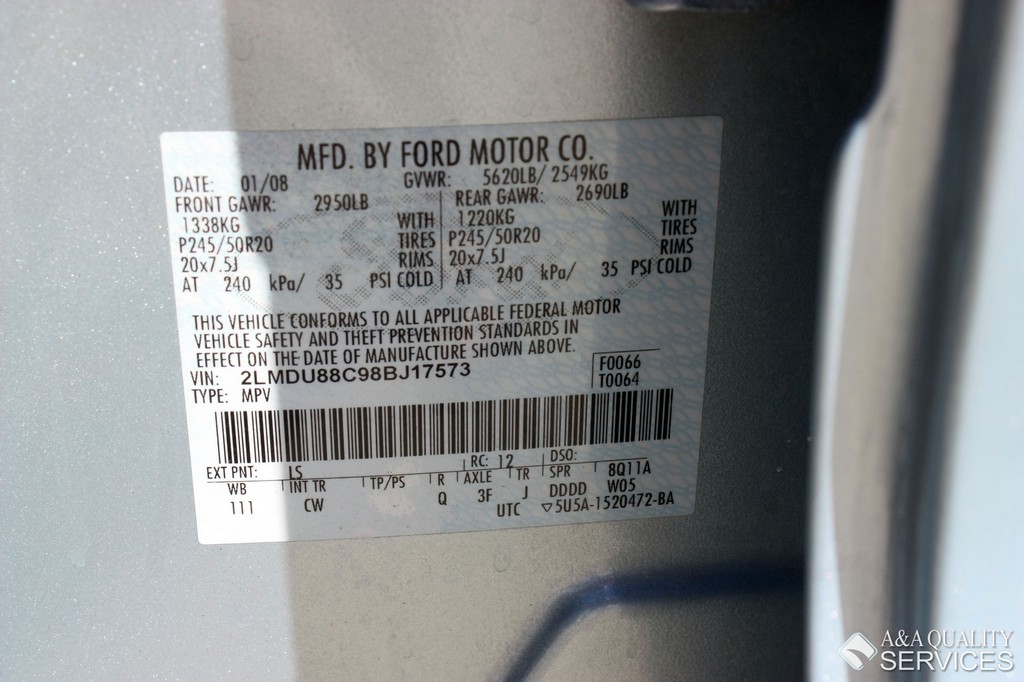 MFD. BY FORD MOTOR CO.
DATE: 01/08 GVWR: 5620LB/ 2549KG
FRONT GAWR: 2950LB REAR GAWR: 2690LB
1338KG WITH 1220KG WITH
P245/50R20 TIRES P245/50R20 TIRES
20x7.5J RIMS 20x7.5J RIMS
AT 240 kPa/ 35 PSI COLD AT 240 kPa/ 35 PSI COLD
THIS VEHICLE CONFORMS TO ALL APPLICABLE FEDERAL MOTOR
VEHICLE SAFETY AND THEFT PREVENTION STANDARDS IN
EFFECT ON THE DATE OF MANUFACTURE SHOWN ABOVE.
VIN: 2LMDU88C98BJ17573 F0066
TYPE: MPV T0064
EXT PNT: LS RC: 12 DSO:
WB INT TR TP/PS R AXLE TR SPR 8Q11A
111 CW Q 3F J DDDD W05
UTC ▽5U5A-1520472-BA
A&A QUALITY
SERVICES